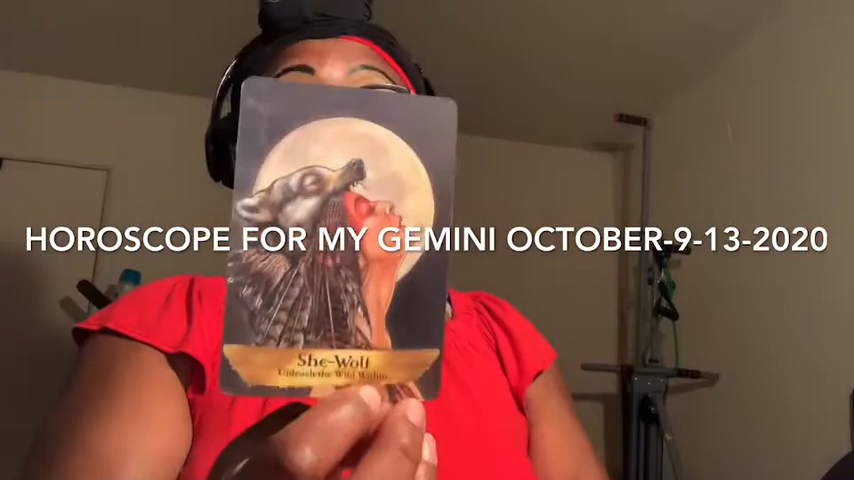 HOROSCOPE FOR MY GEMINI OCTOBER-9-13-2020
She-Wolf
Unleash the Wild Within